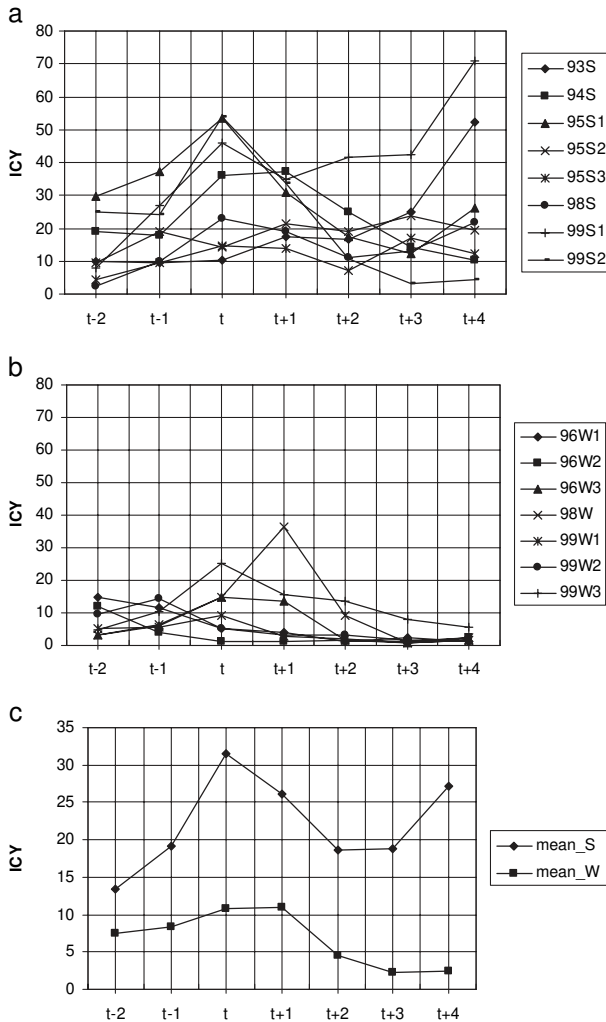 a
80
70
60
50
40
30
20
10
0
ICY
t-2 t-1 t t+1 t+2 t+3 t+4
93S
94S
95S1
95S2
95S3
98S
99S1
99S2
b
80
70
60
50
40
30
20
10
0
ICY
t-2 t-1 t t+1 t+2 t+3 t+4
96W1
96W2
96W3
98W
99W1
99W2
99W3
c
35
30
25
20
15
10
5
0
ICY
t-2 t-1 t t+1 t+2 t+3 t+4
mean_S
mean_W